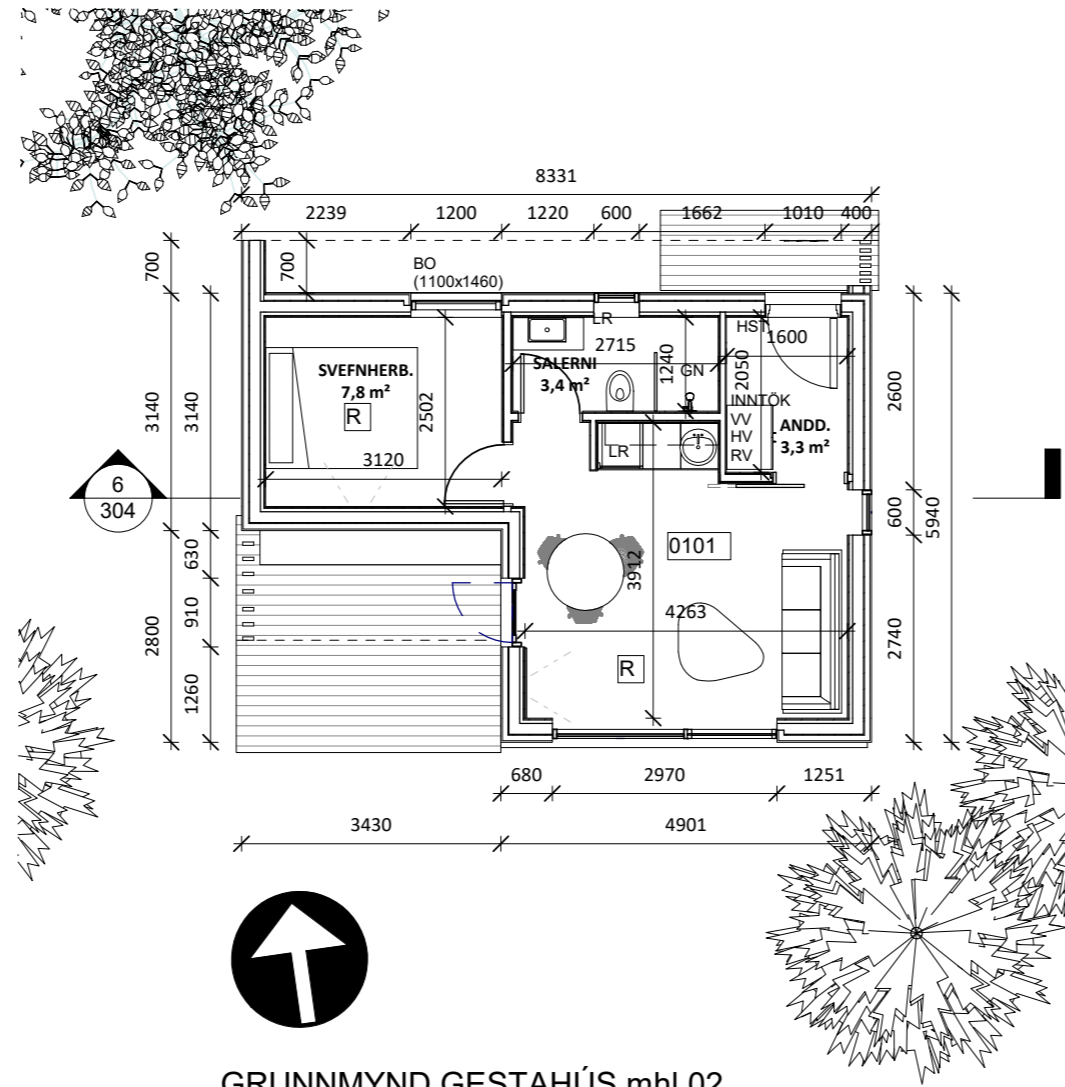 8331
2239 1200 1220 600 1662 1010 400
700
700
BO
(1100x1460)
LR
HST
2715
1600
SVEFNHERB.
7,8 m²
R
SALERNI
3,4 m²
1240
GN
2050
INNTÖK
VV
HV
RV
ANDD.
3,3 m²
2502
3120
LR
3140
3140
2600
600
5940
6
304
0101
3912
4263
R
630
910
1260
2800
2740
680 2970 1251
3430 4901
GRUNNMYND GESTAHÚS mhl 02